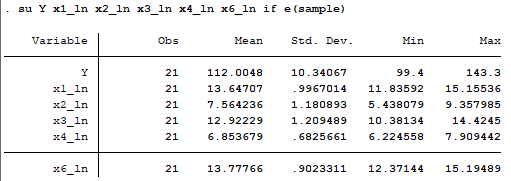 . su Y x1_ln x2_ln x3_ln x4_ln x6_ln if e(sample)
Variable Obs Mean Std. Dev. Min Max
Y 21 112.0048 10.34067 99.4 143.3
x1_ln 21 13.64707 .9967014 11.83592 15.15536
x2_ln 21 7.564236 1.180893 5.438079 9.357985
x3_ln 21 12.92229 1.209489 10.38134 14.4245
x4_ln 21 6.853679 .6825661 6.224558 7.909442
x6_ln 21 13.77766 .9023311 12.37144 15.19489